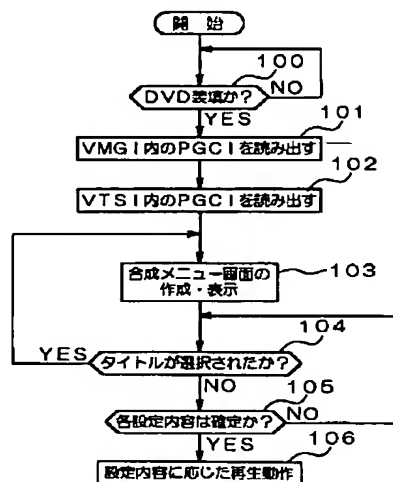 開 始
100
DVD装填か?
NO
YES
101
VMGI内のPGCIを読み出す
102
VTSI内のPGCIを読み出す
103
合成メニュー画面の
作成・表示
104
YES
タイトルが選択されたか?
NO
105
各設定内容は確定か?
NO
YES
106
設定内容に応じた再生動作